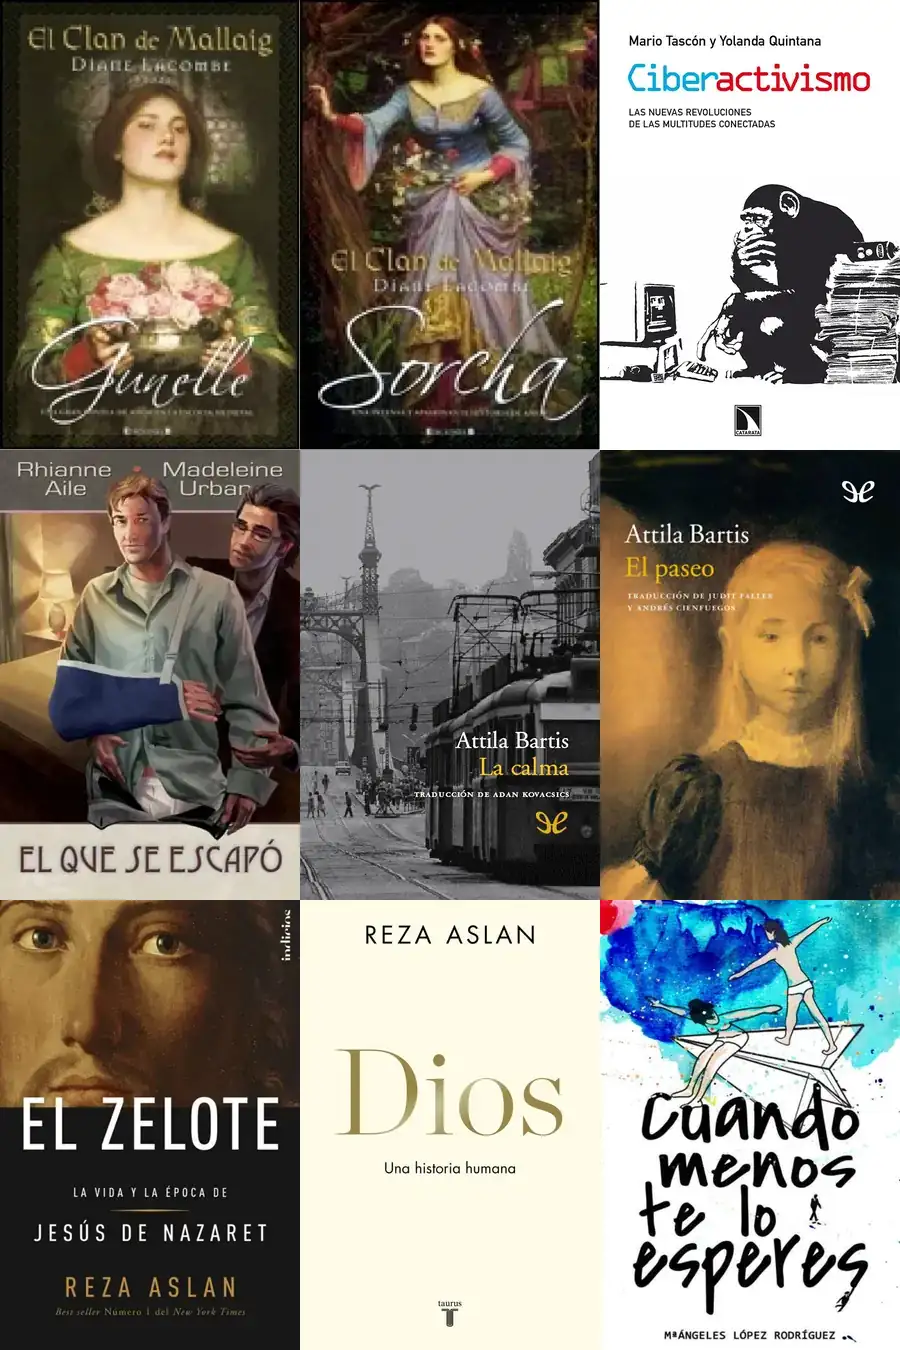 El Clan de Mallaig
Diane Lacombe
Gunelle
El Clan de Mallaig
Diane Lacombe
Sorcha
Mario Tascón y Yolanda Quintana
Ciberactivismo
LAS NUEVAS REVOLUCIONES
DE LAS MULTITUDES CONECTADAS
CATARATA
Rhianne Aile
Madeleine Urban
EL QUE SE ESCAPÓ
Attila Bartis
La calma
TRADUCCIÓN DE ADAN KOVACSICS
Attila Bartis
El paseo
TRADUCCIÓN DE JUDIT FALLER
Y ANDRÉS CIENFUEGOS
indicios
EL ZELOTE
LA VIDA Y LA ÉPOCA DE
JESÚS DE NAZARET
REZA ASLAN
Best seller Número 1 del New York Times
REZA ASLAN
Dios
Una historia humana
taurus
T
Cuando
menos
te lo
esperes
MªÁNGELES LÓPEZ RODRÍGUEZ